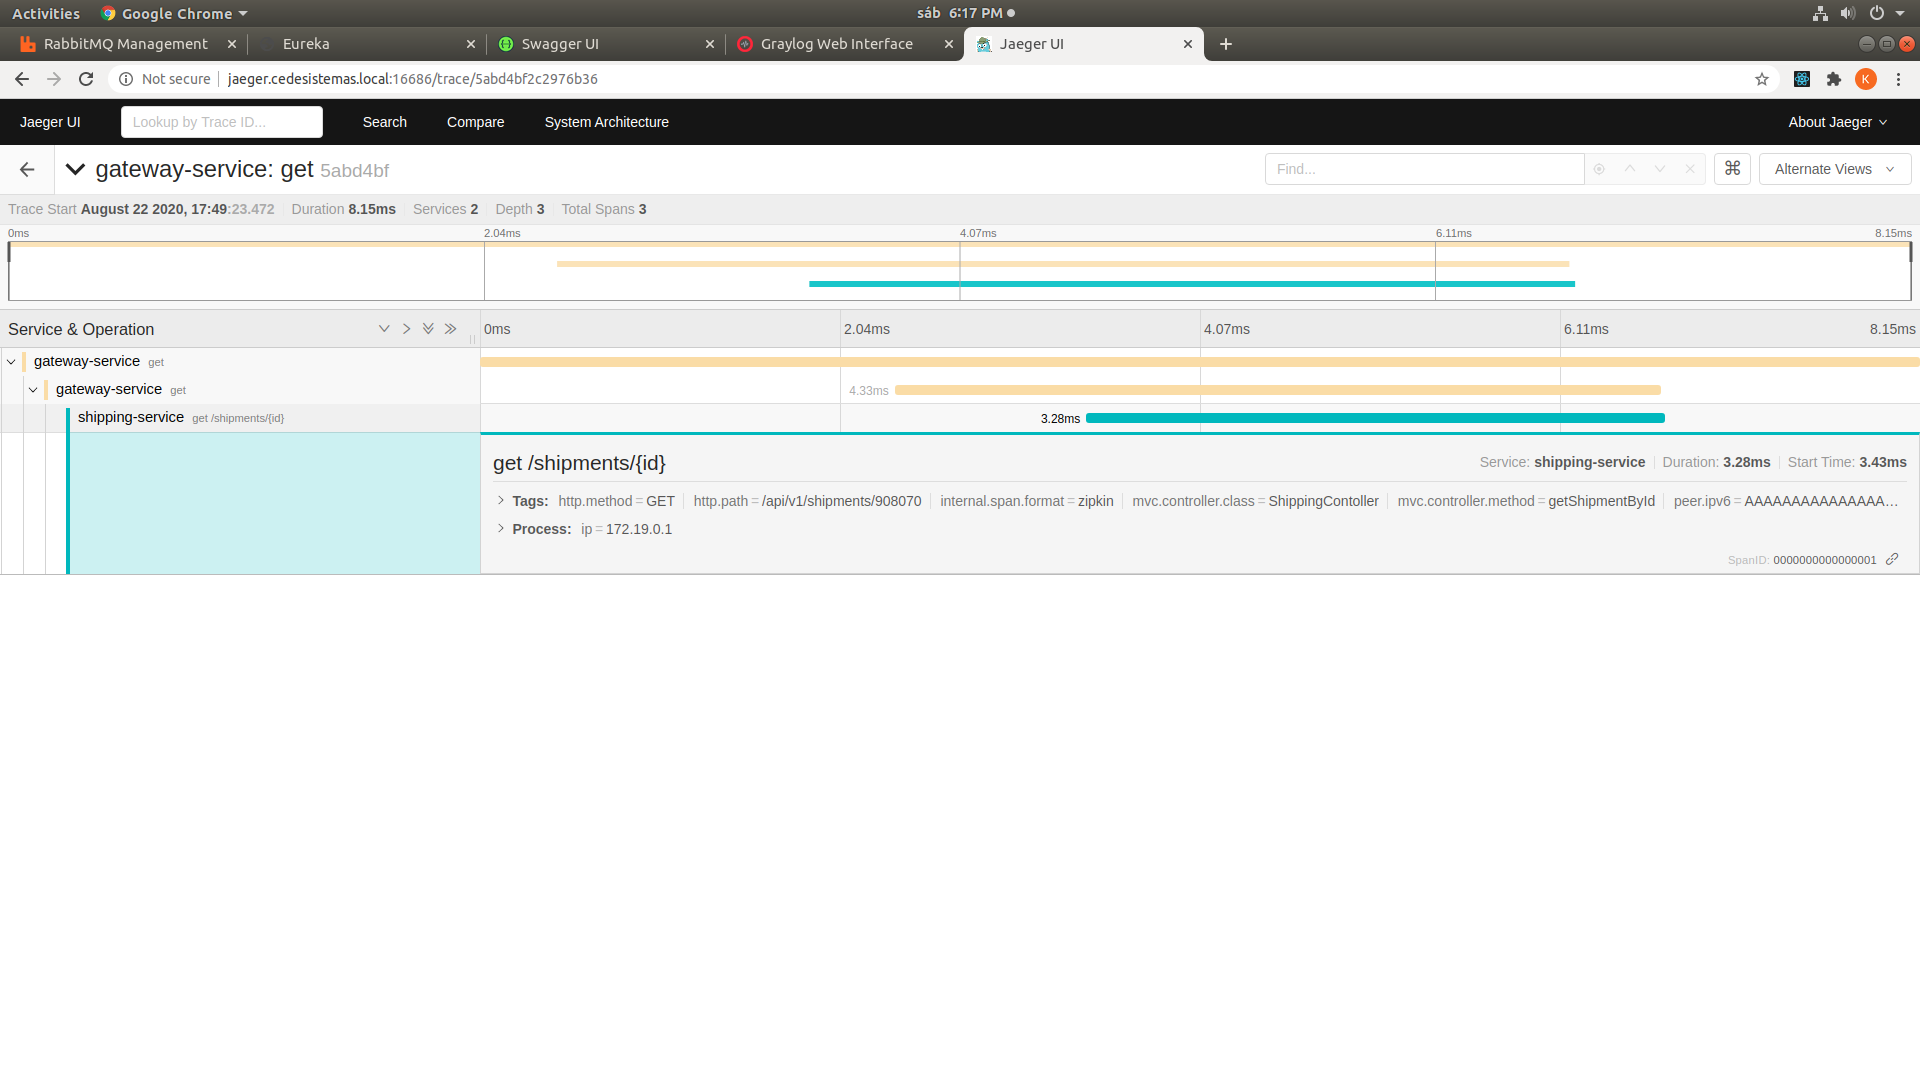 Activities Google Chrome sáb 6:17 PM
RabbitMQ Management Eureka Swagger UI Graylog Web Interface Jaeger UI
Not secure jaeger.cedesistemas.local:16686/trace/5abd4bf2c2976b36 K
Jaeger UI Lookup by Trace ID... Search Compare System Architecture About Jaeger
gateway-service: get 5abd4bf Find... ⌘ Alternate Views
Trace Start August 22 2020, 17:49:23.472 Duration 8.15ms Services 2 Depth 3 Total Spans 3
0ms 2.04ms 4.07ms 6.11ms 8.15ms
Service & Operation 0ms 2.04ms 4.07ms 6.11ms 8.15ms
gateway-service get
gateway-service get 4.33ms
shipping-service get /shipments/{id} 3.28ms
get /shipments/{id} Service: shipping-service Duration: 3.28ms Start Time: 3.43ms
Tags: http.method = GET http.path = /api/v1/shipments/908070 internal.span.format = zipkin mvc.controller.class = ShippingContoller mvc.controller.method = getShipmentById peer.ipv6 = AAAAAAAAAAAAAAA...
Process: ip = 172.19.0.1
SpanID: 0000000000000001